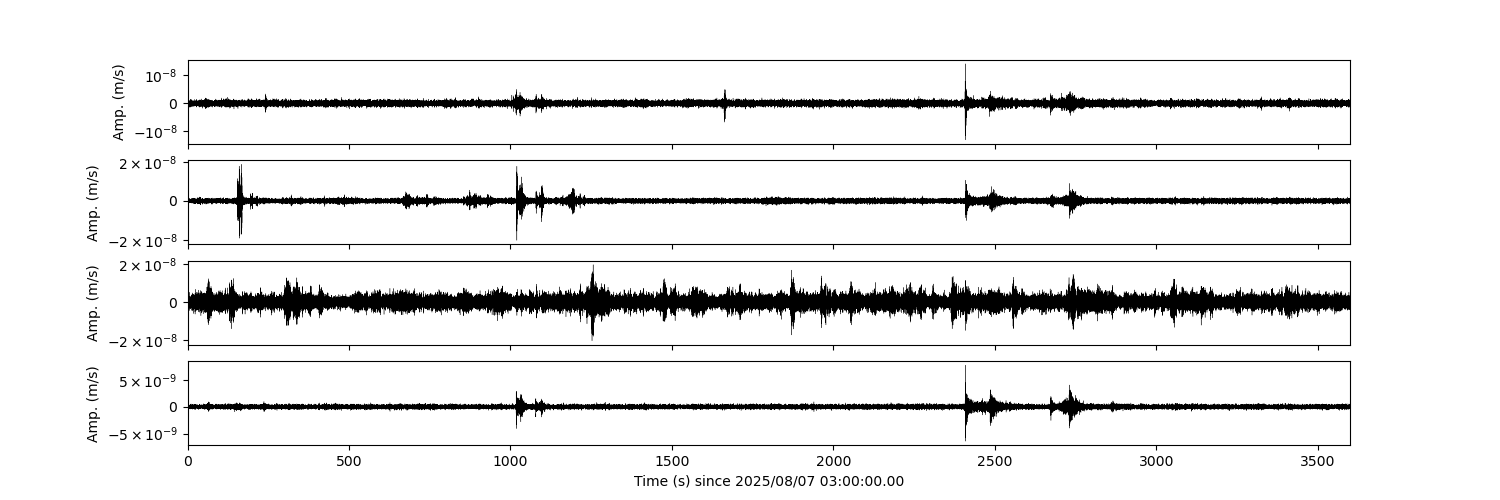 Amp. (m/s)
10⁻⁸
0
−10⁻⁸
Amp. (m/s)
2 × 10⁻⁸
0
−2 × 10⁻⁸
Amp. (m/s)
2 × 10⁻⁸
0
−2 × 10⁻⁸
Amp. (m/s)
5 × 10⁻⁹
0
−5 × 10⁻⁹
0 500 1000 1500 2000 2500 3000 3500
Time (s) since 2025/08/07 03:00:00.00